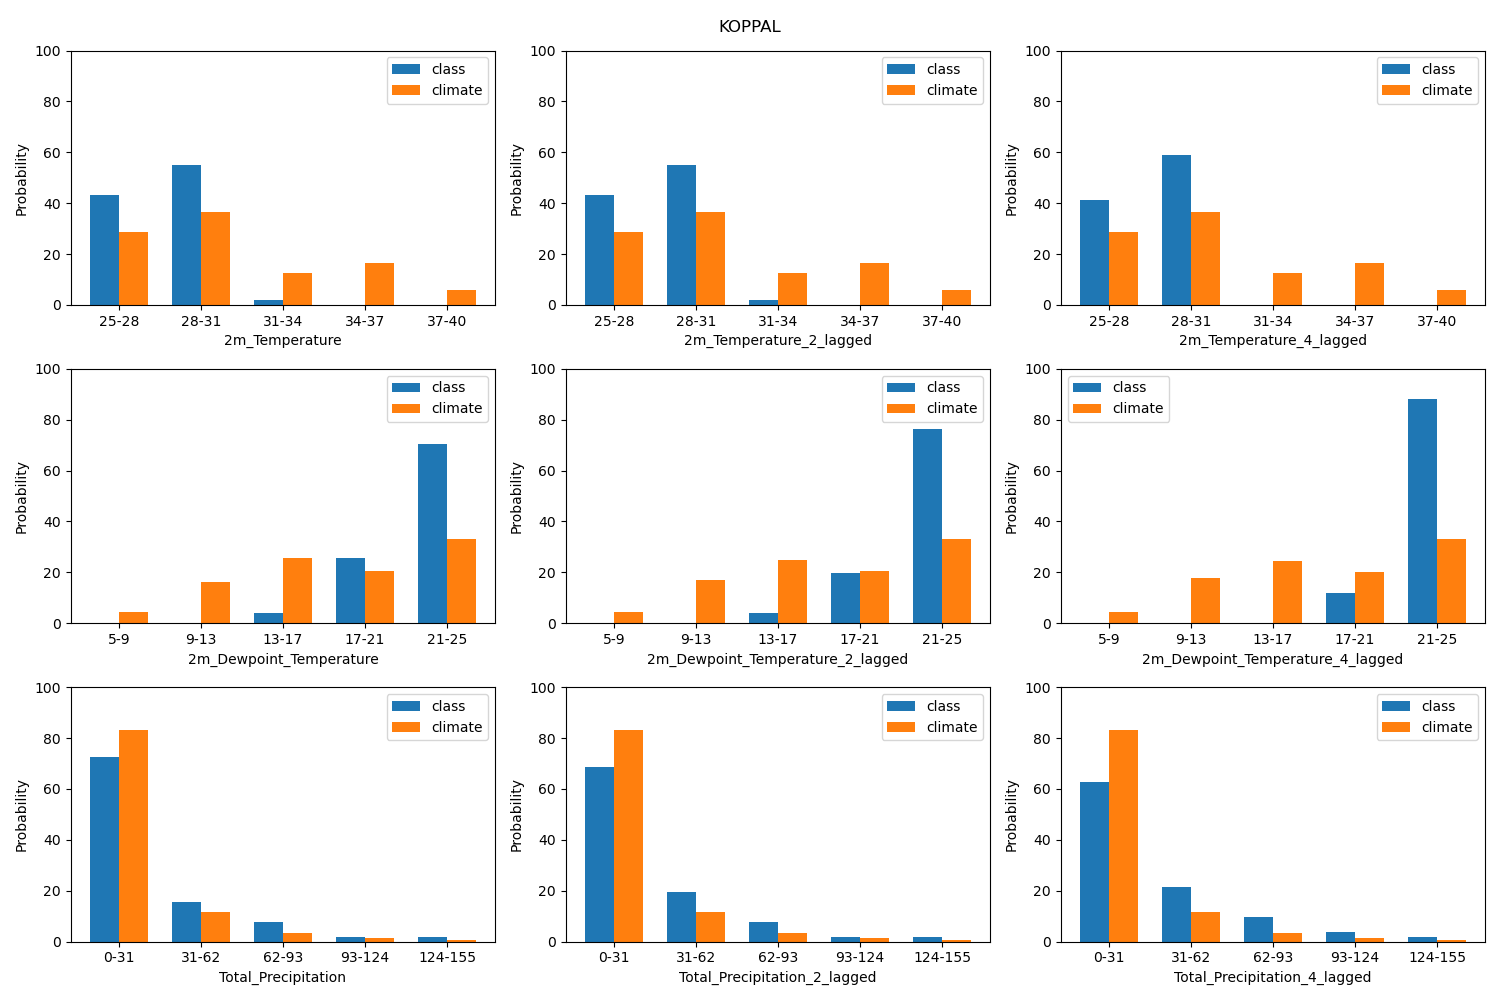 KOPPAL
100
80
60
40
20
0
Probability
class
climate
25-28 28-31 31-34 34-37 37-40
2m_Temperature
100
80
60
40
20
0
Probability
class
climate
25-28 28-31 31-34 34-37 37-40
2m_Temperature_2_lagged
100
80
60
40
20
0
Probability
class
climate
25-28 28-31 31-34 34-37 37-40
2m_Temperature_4_lagged
100
80
60
40
20
0
Probability
class
climate
5-9 9-13 13-17 17-21 21-25
2m_Dewpoint_Temperature
100
80
60
40
20
0
Probability
class
climate
5-9 9-13 13-17 17-21 21-25
2m_Dewpoint_Temperature_2_lagged
100
80
60
40
20
0
Probability
class
climate
5-9 9-13 13-17 17-21 21-25
2m_Dewpoint_Temperature_4_lagged
100
80
60
40
20
0
Probability
class
climate
0-31 31-62 62-93 93-124 124-155
Total_Precipitation
100
80
60
40
20
0
Probability
class
climate
0-31 31-62 62-93 93-124 124-155
Total_Precipitation_2_lagged
100
80
60
40
20
0
Probability
class
climate
0-31 31-62 62-93 93-124 124-155
Total_Precipitation_4_lagged